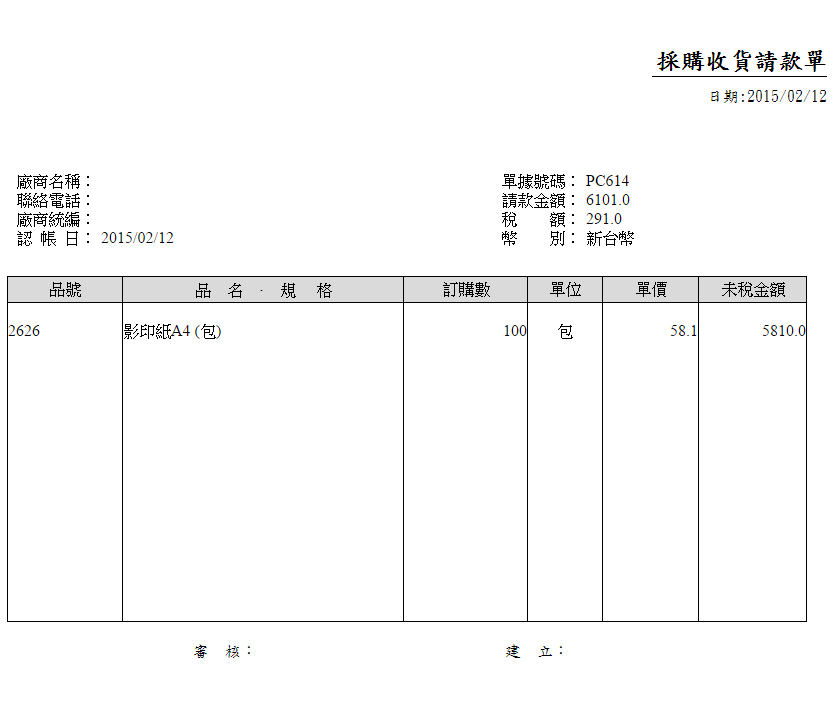 採購收貨請款單
日期:2015/02/12
廠商名稱： 單據號碼： PC614
聯絡電話： 請款金額： 6101.0
廠商統編： 稅　　額： 291.0
認 帳 日： 2015/02/12 幣　　別： 新台幣
品號 品 名 · 規 格 訂購數 單位 單價 未稅金額
2626 影印紙A4 (包) 100 包 58.1 5810.0
審 核： 建 立：